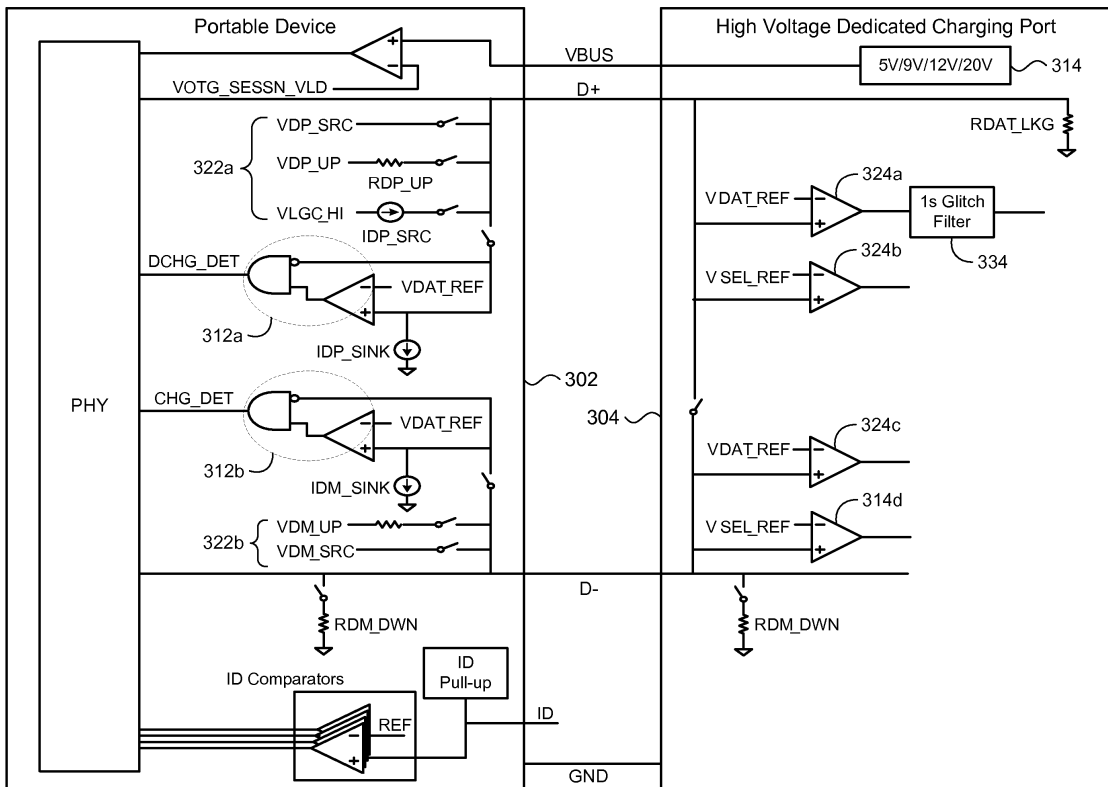 Portable Device
High Voltage Dedicated Charging Port
VBUS
5V/9V/12V/20V
314
VOTG_SESSN_VLD
D+
RDAT_LKG
VDP_SRC
322a
VDP_UP
RDP_UP
VLGC_HI
IDP_SRC
324a
VDAT_REF
1s Glitch
Filter
334
DCHG_DET
VDAT_REF
324b
VSEL_REF
312a
IDP_SINK
302
PHY
CHG_DET
VDAT_REF
304
324c
VDAT_REF
312b
IDM_SINK
314d
VSEL_REF
VDM_UP
322b
VDM_SRC
D-
RDM_DWN
RDM_DWN
ID
Pull-up
ID Comparators
REF
ID
GND